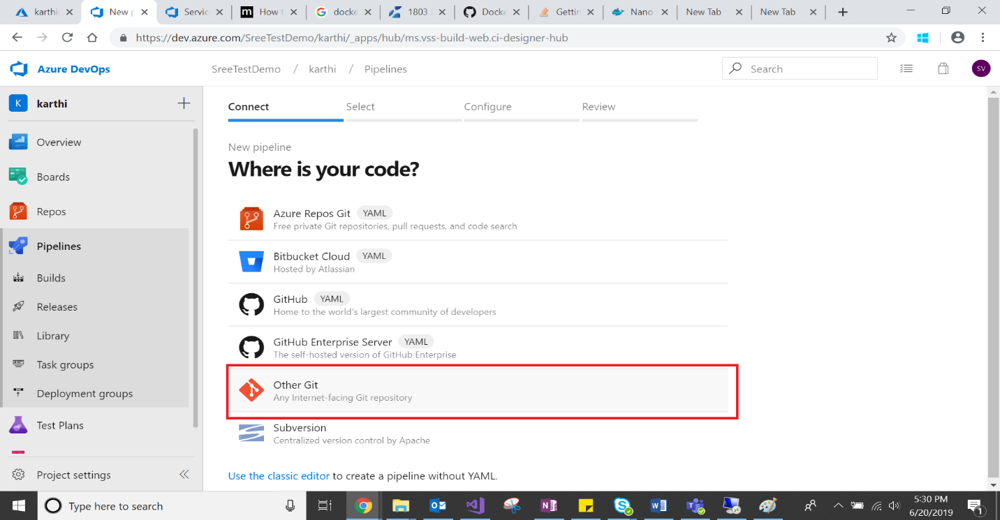 karthi
New p
Servic
How t
docke
1803
Docke
Gettin
Nano
New Tab
New Tab
https://dev.azure.com/SreeTestDemo/karthi/_apps/hub/ms.vss-build-web.ci-designer-hub
Azure DevOps
SreeTestDemo / karthi / Pipelines
Search
SV
K karthi
Overview
Boards
Repos
Pipelines
Builds
Releases
Library
Task groups
Deployment groups
Test Plans
Project settings
Connect Select Configure Review
New pipeline
Where is your code?
Azure Repos Git YAML
Free private Git repositories, pull requests, and code search
Bitbucket Cloud YAML
Hosted by Atlassian
GitHub YAML
Home to the world's largest community of developers
GitHub Enterprise Server YAML
The self-hosted version of GitHub Enterprise
Other Git
Any Internet-facing Git repository
Subversion
Centralized version control by Apache
Use the classic editor to create a pipeline without YAML.
Type here to search
5:30 PM
6/20/2019
1